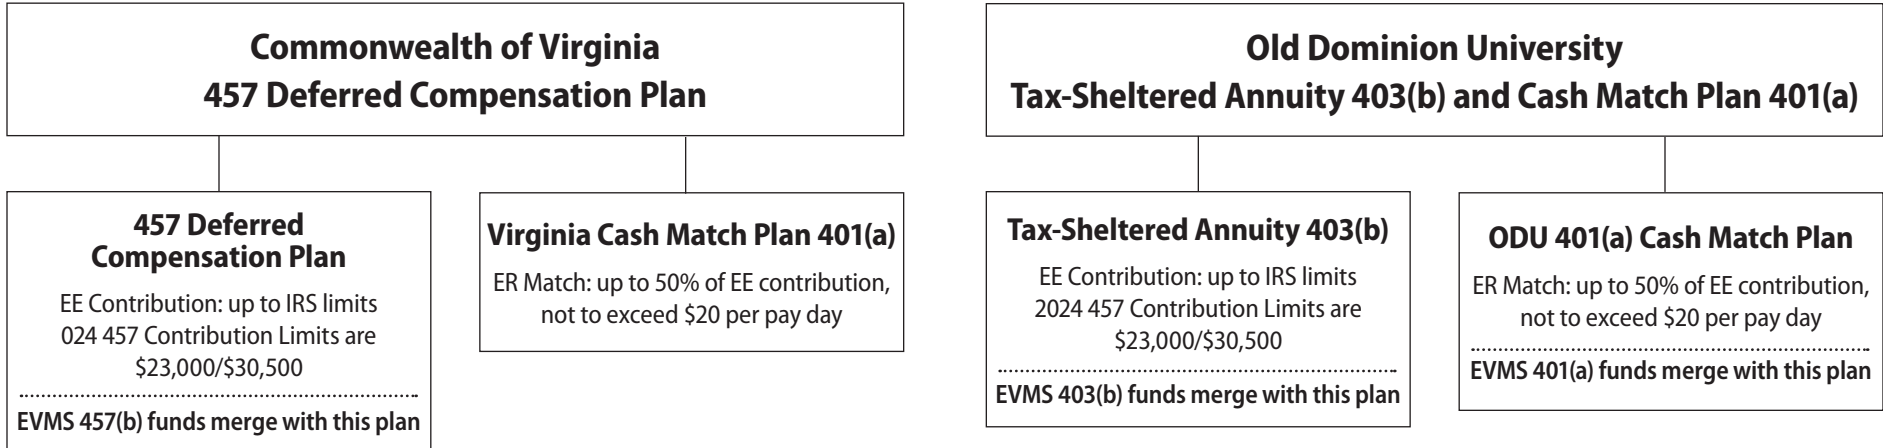 Commonwealth of Virginia
457 Deferred Compensation Plan
457 Deferred
Compensation Plan
EE Contribution: up to IRS limits
024 457 Contribution Limits are
$23,000/$30,500
EVMS 457(b) funds merge with this plan
Virginia Cash Match Plan 401(a)
ER Match: up to 50% of EE contribution,
not to exceed $20 per pay day
Old Dominion University
Tax-Sheltered Annuity 403(b) and Cash Match Plan 401(a)
Tax-Sheltered Annuity 403(b)
EE Contribution: up to IRS limits
2024 457 Contribution Limits are
$23,000/$30,500
EVMS 403(b) funds merge with this plan
ODU 401(a) Cash Match Plan
ER Match: up to 50% of EE contribution,
not to exceed $20 per pay day
EVMS 401(a) funds merge with this plan